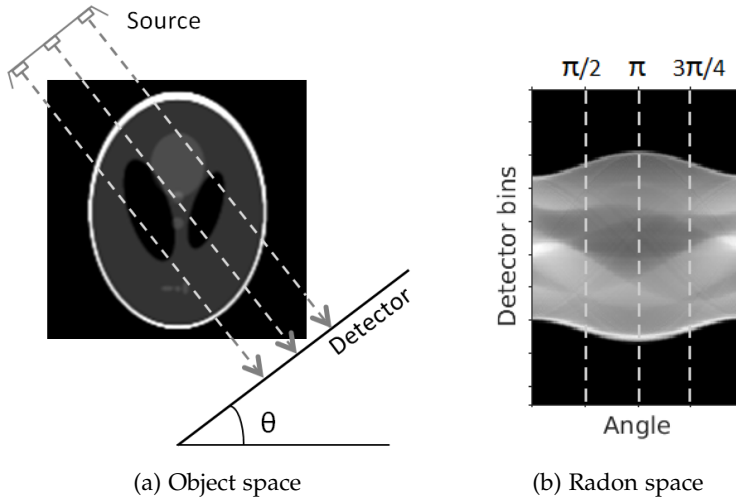 Source
Detector
θ
(a) Object space
π/2 π 3π/4
Detector bins
Angle
(b) Radon space